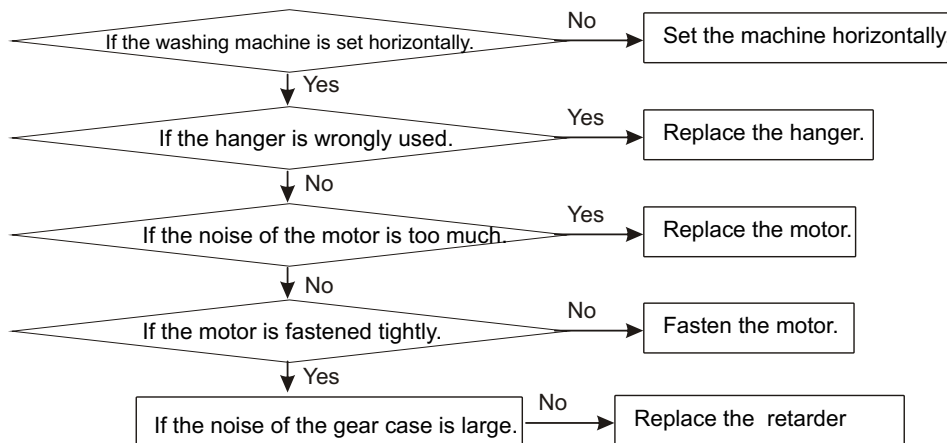 If the washing machine is set horizontally.
No
Set the machine horizontally
Yes
If the hanger is wrongly used.
Yes
Replace the hanger.
No
If the noise of the motor is too much.
Yes
Replace the motor.
No
If the motor is fastened tightly.
No
Fasten the motor.
Yes
If the noise of the gear case is large.
No
Replace the retarder